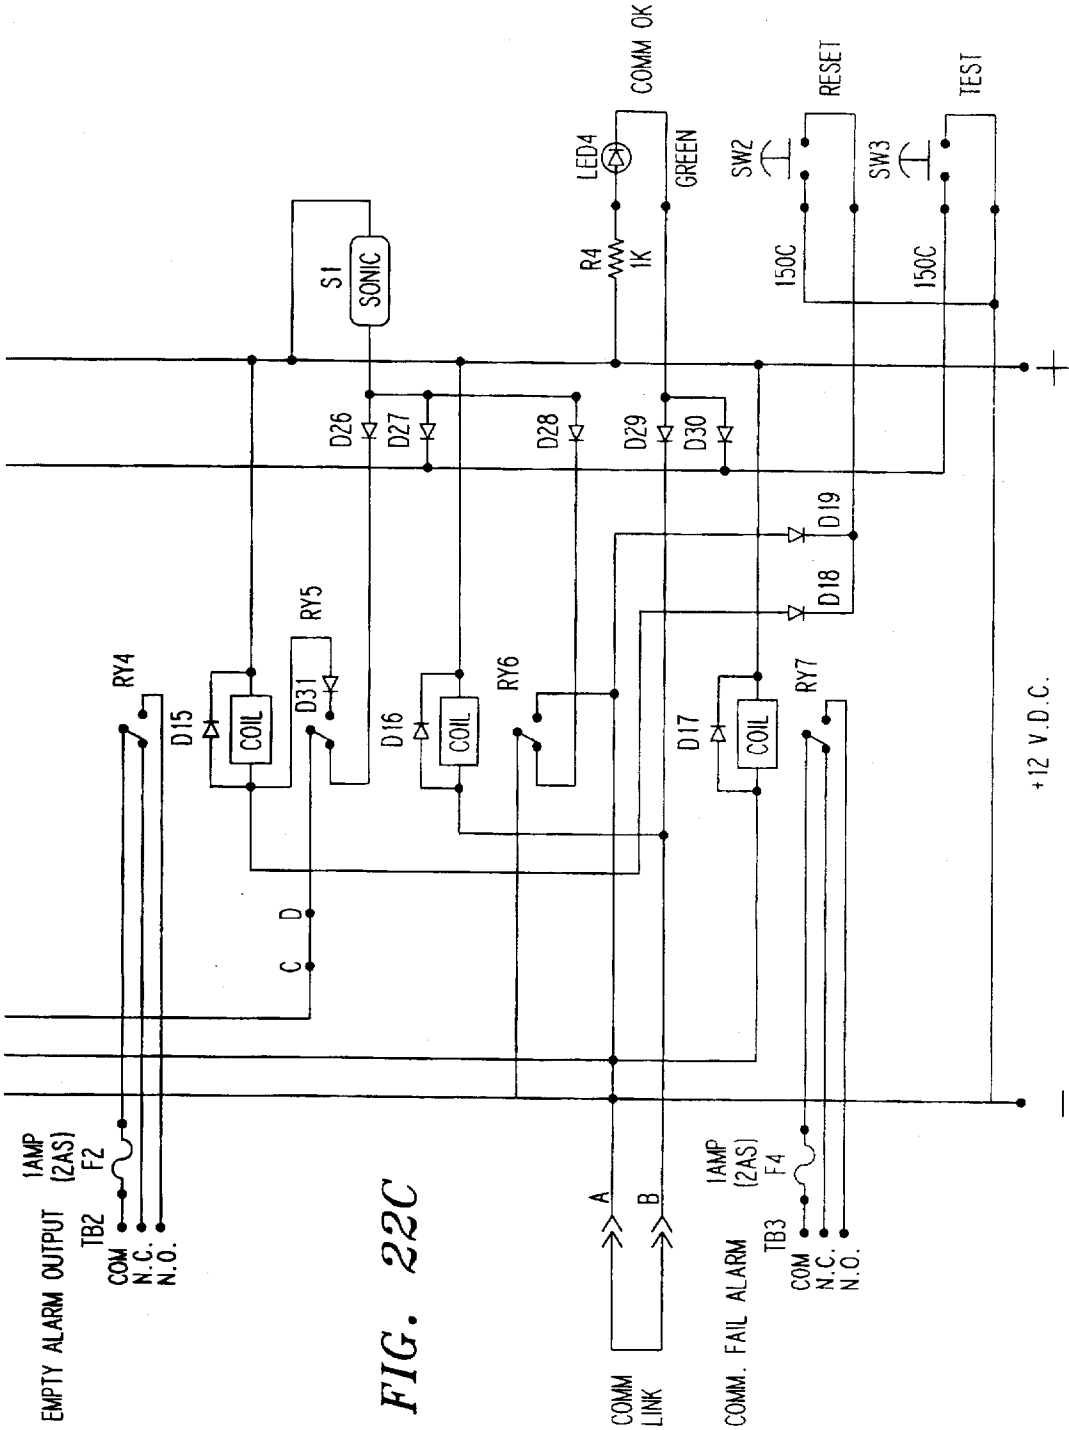 EMPTY ALARM OUTPUT
TB2
COM
N.C.
N.O.
1AMP
(2AS)
F2
RY4
D15
COIL
C
D
D31
RY5
S1
SONIC
D26
D27
D16
COIL
RY6
D28
FIG. 22C
COMM
LINK
A
B
D29
D30
R4
1K
LED4
GREEN
COMM OK
COMM. FAIL ALARM
TB3
COM
N.C.
N.O.
1AMP
(2AS)
F4
D17
COIL
RY7
D18
D19
150C
SW2
RESET
150C
SW3
TEST
−
+12 V.D.C.
+